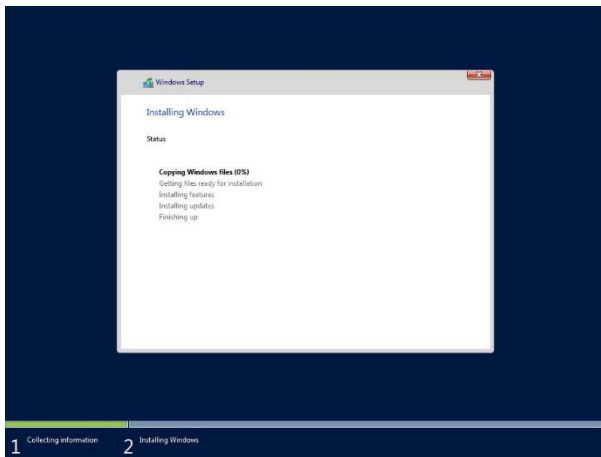 Windows Setup
Installing Windows
Status
Copying Windows files (0%)
Getting files ready for installation
Installing features
Installing updates
Finishing up
1 Collecting information
2 Installing Windows